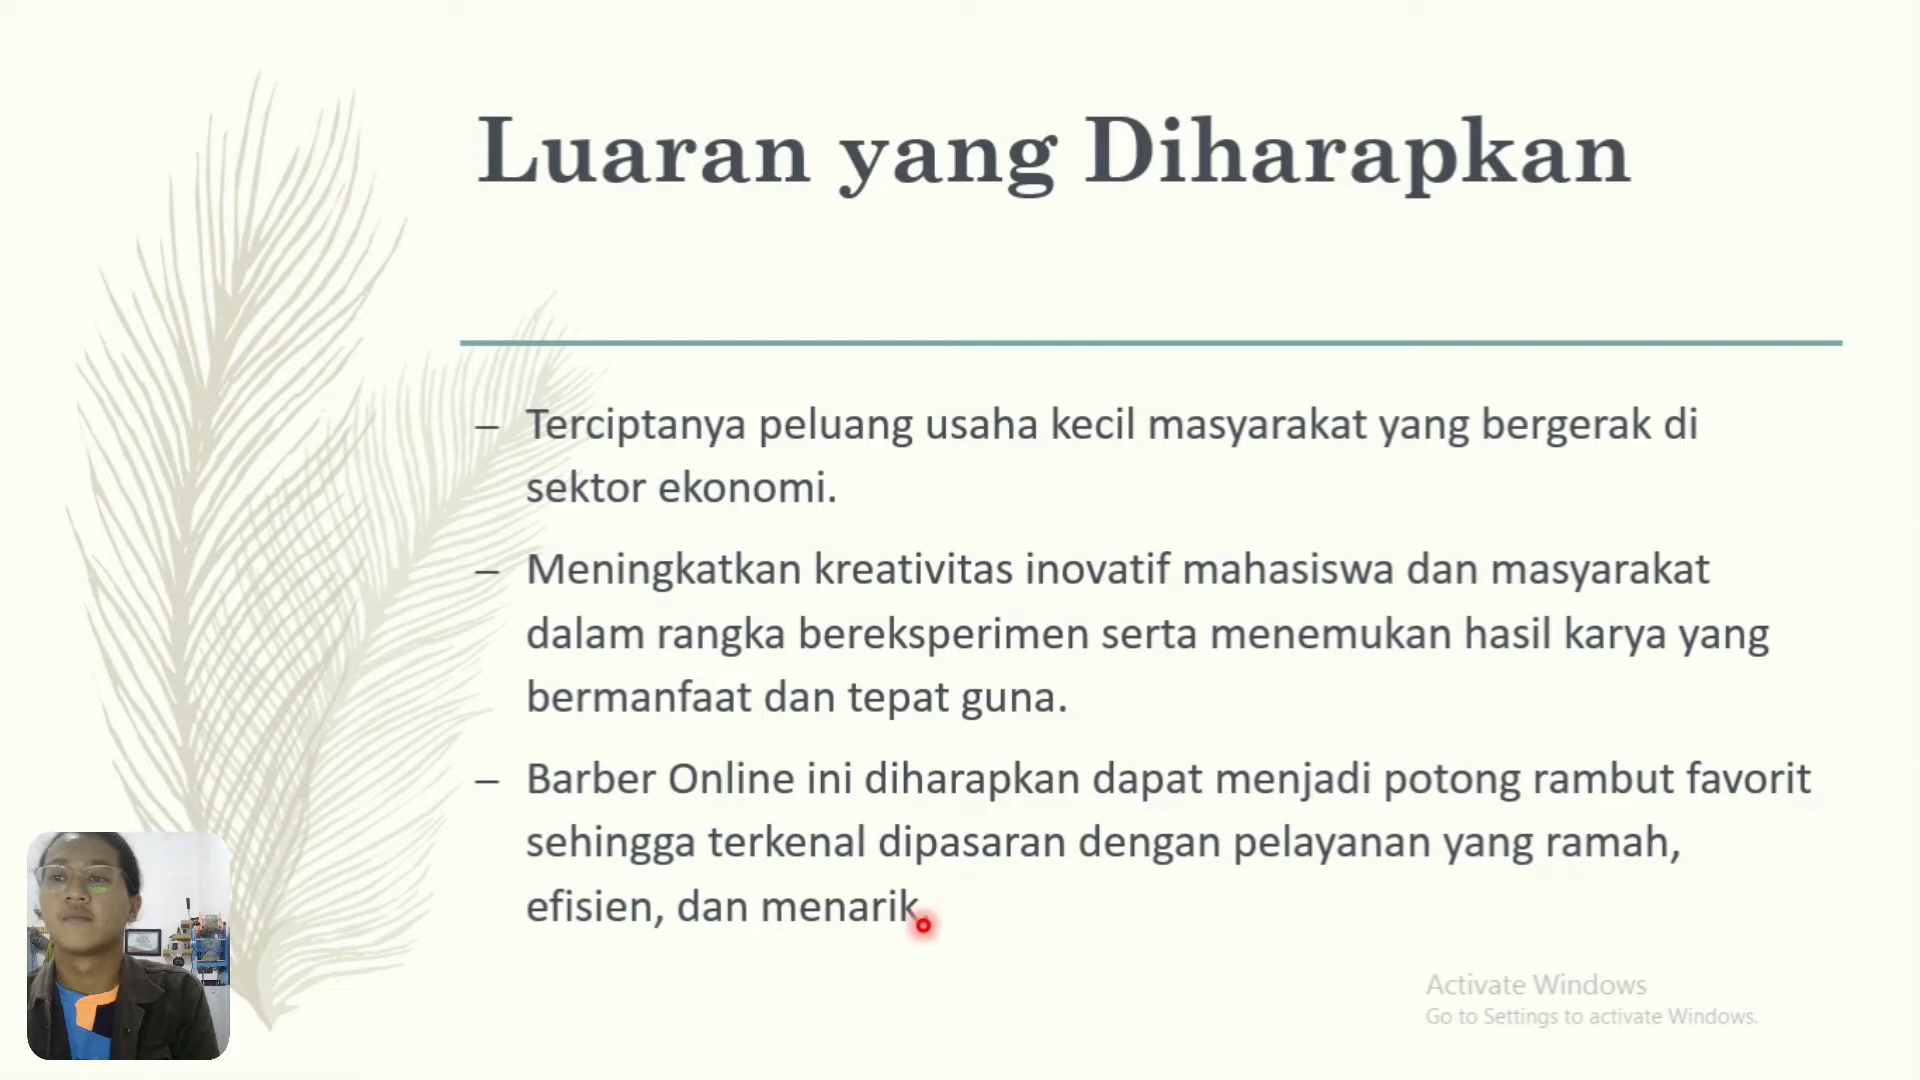 Luaran yang Diharapkan
– Terciptanya peluang usaha kecil masyarakat yang bergerak di
sektor ekonomi.
– Meningkatkan kreativitas inovatif mahasiswa dan masyarakat
dalam rangka bereksperimen serta menemukan hasil karya yang
bermanfaat dan tepat guna.
– Barber Online ini diharapkan dapat menjadi potong rambut favorit
sehingga terkenal dipasaran dengan pelayanan yang ramah,
efisien, dan menarik.
Activate Windows
Go to Settings to activate Windows.